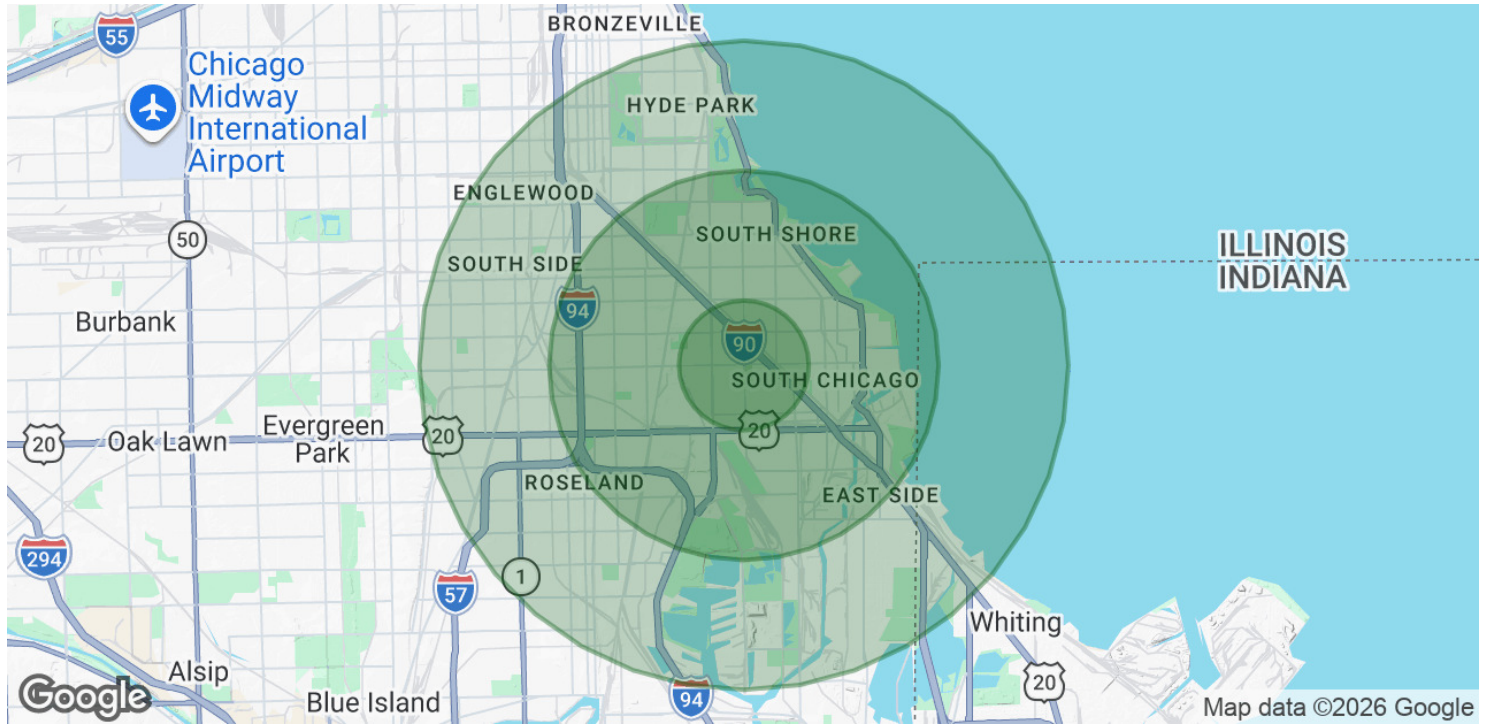 BRONZEVILLE
55
Chicago
Midway
International
Airport
HYDE PARK
ENGLEWOOD
50
SOUTH SHORE
SOUTH SIDE
ILLINOIS
INDIANA
94
Burbank
90
SOUTH CHICAGO
20
Oak Lawn
Evergreen
Park
20
20
ROSELAND
EAST SIDE
294
1
57
Whiting
Alsip
20
Blue Island
94
Google
Map data ©2026 Google